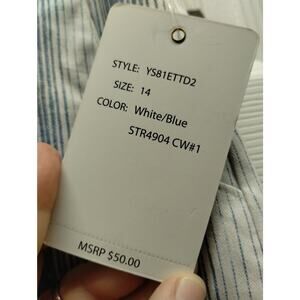 STYLE: YS81ETTD2
SIZE: 14
COLOR: White/Blue
STR4904 CW#1
MSRP $50.00